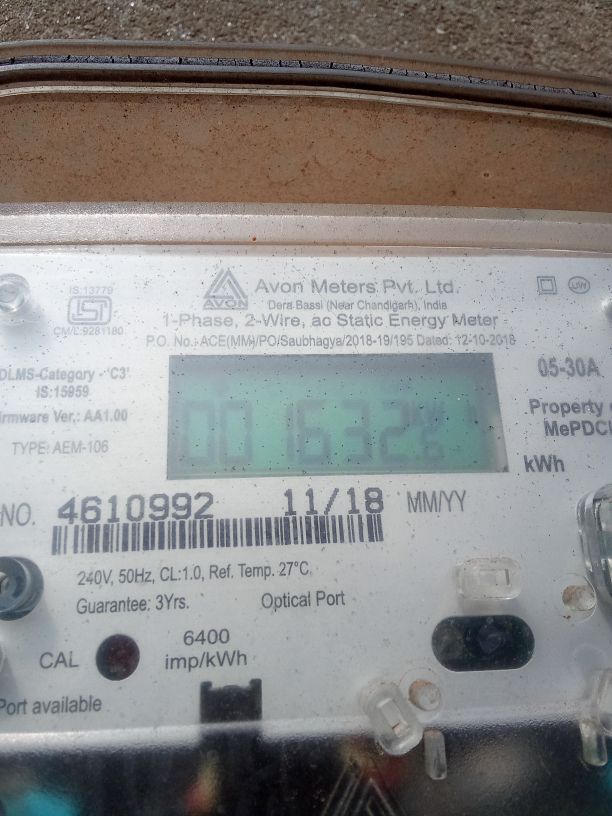 IS:13779
CM/L:9281180
AVON
Avon Meters Pvt. Ltd.
Dera Bassi (Near Chandigarh), India
1-Phase, 2-Wire, ac Static Energy Meter
P.O. No.- ACE(MM)/PO/Saubhagya/2018-19/195 Dated: 12-10-2018
DLMS-Category - 'C3'
IS:15959
Firmware Ver.: AA1.00
TYPE: AEM-106
05-30A
Property
MePDC
kWh
NO. 4610992 11/18 MM/YY
240V, 50Hz, CL:1.0, Ref. Temp. 27°C
Guarantee: 3Yrs. Optical Port
CAL
6400
imp/kWh
Port available